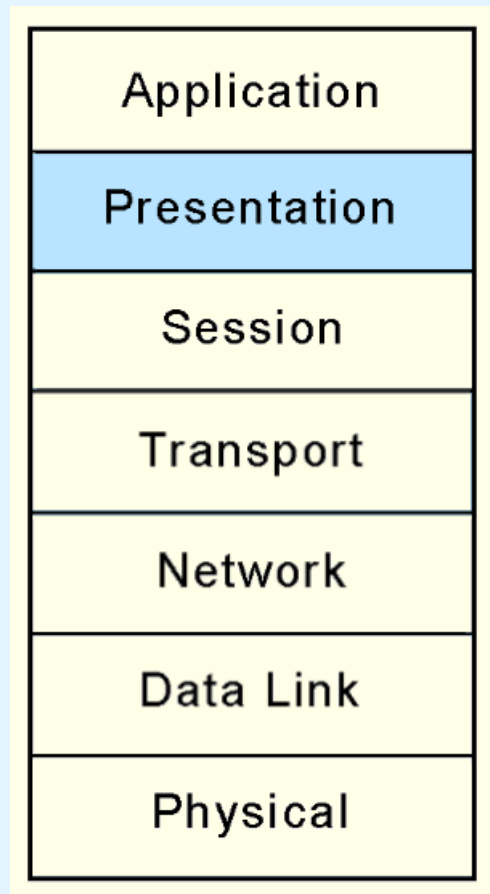 Application
Presentation
Session
Transport
Network
Data Link
Physical